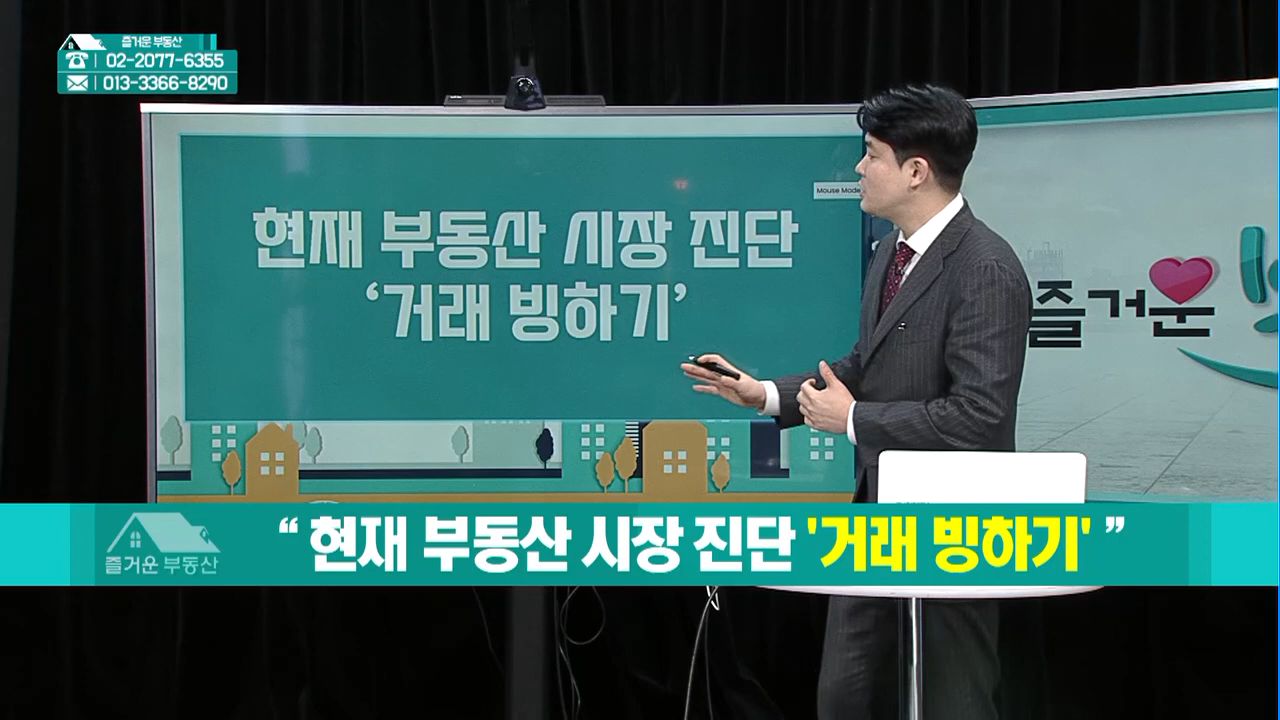 즐거운 부동산
02-2077-6355
013-3366-8290
Mouse Mode
현재 부동산 시장 진단
‘거래 빙하기’
즐거운
“ 현재 부동산 시장 진단 '거래 빙하기' ”
즐거운 부동산